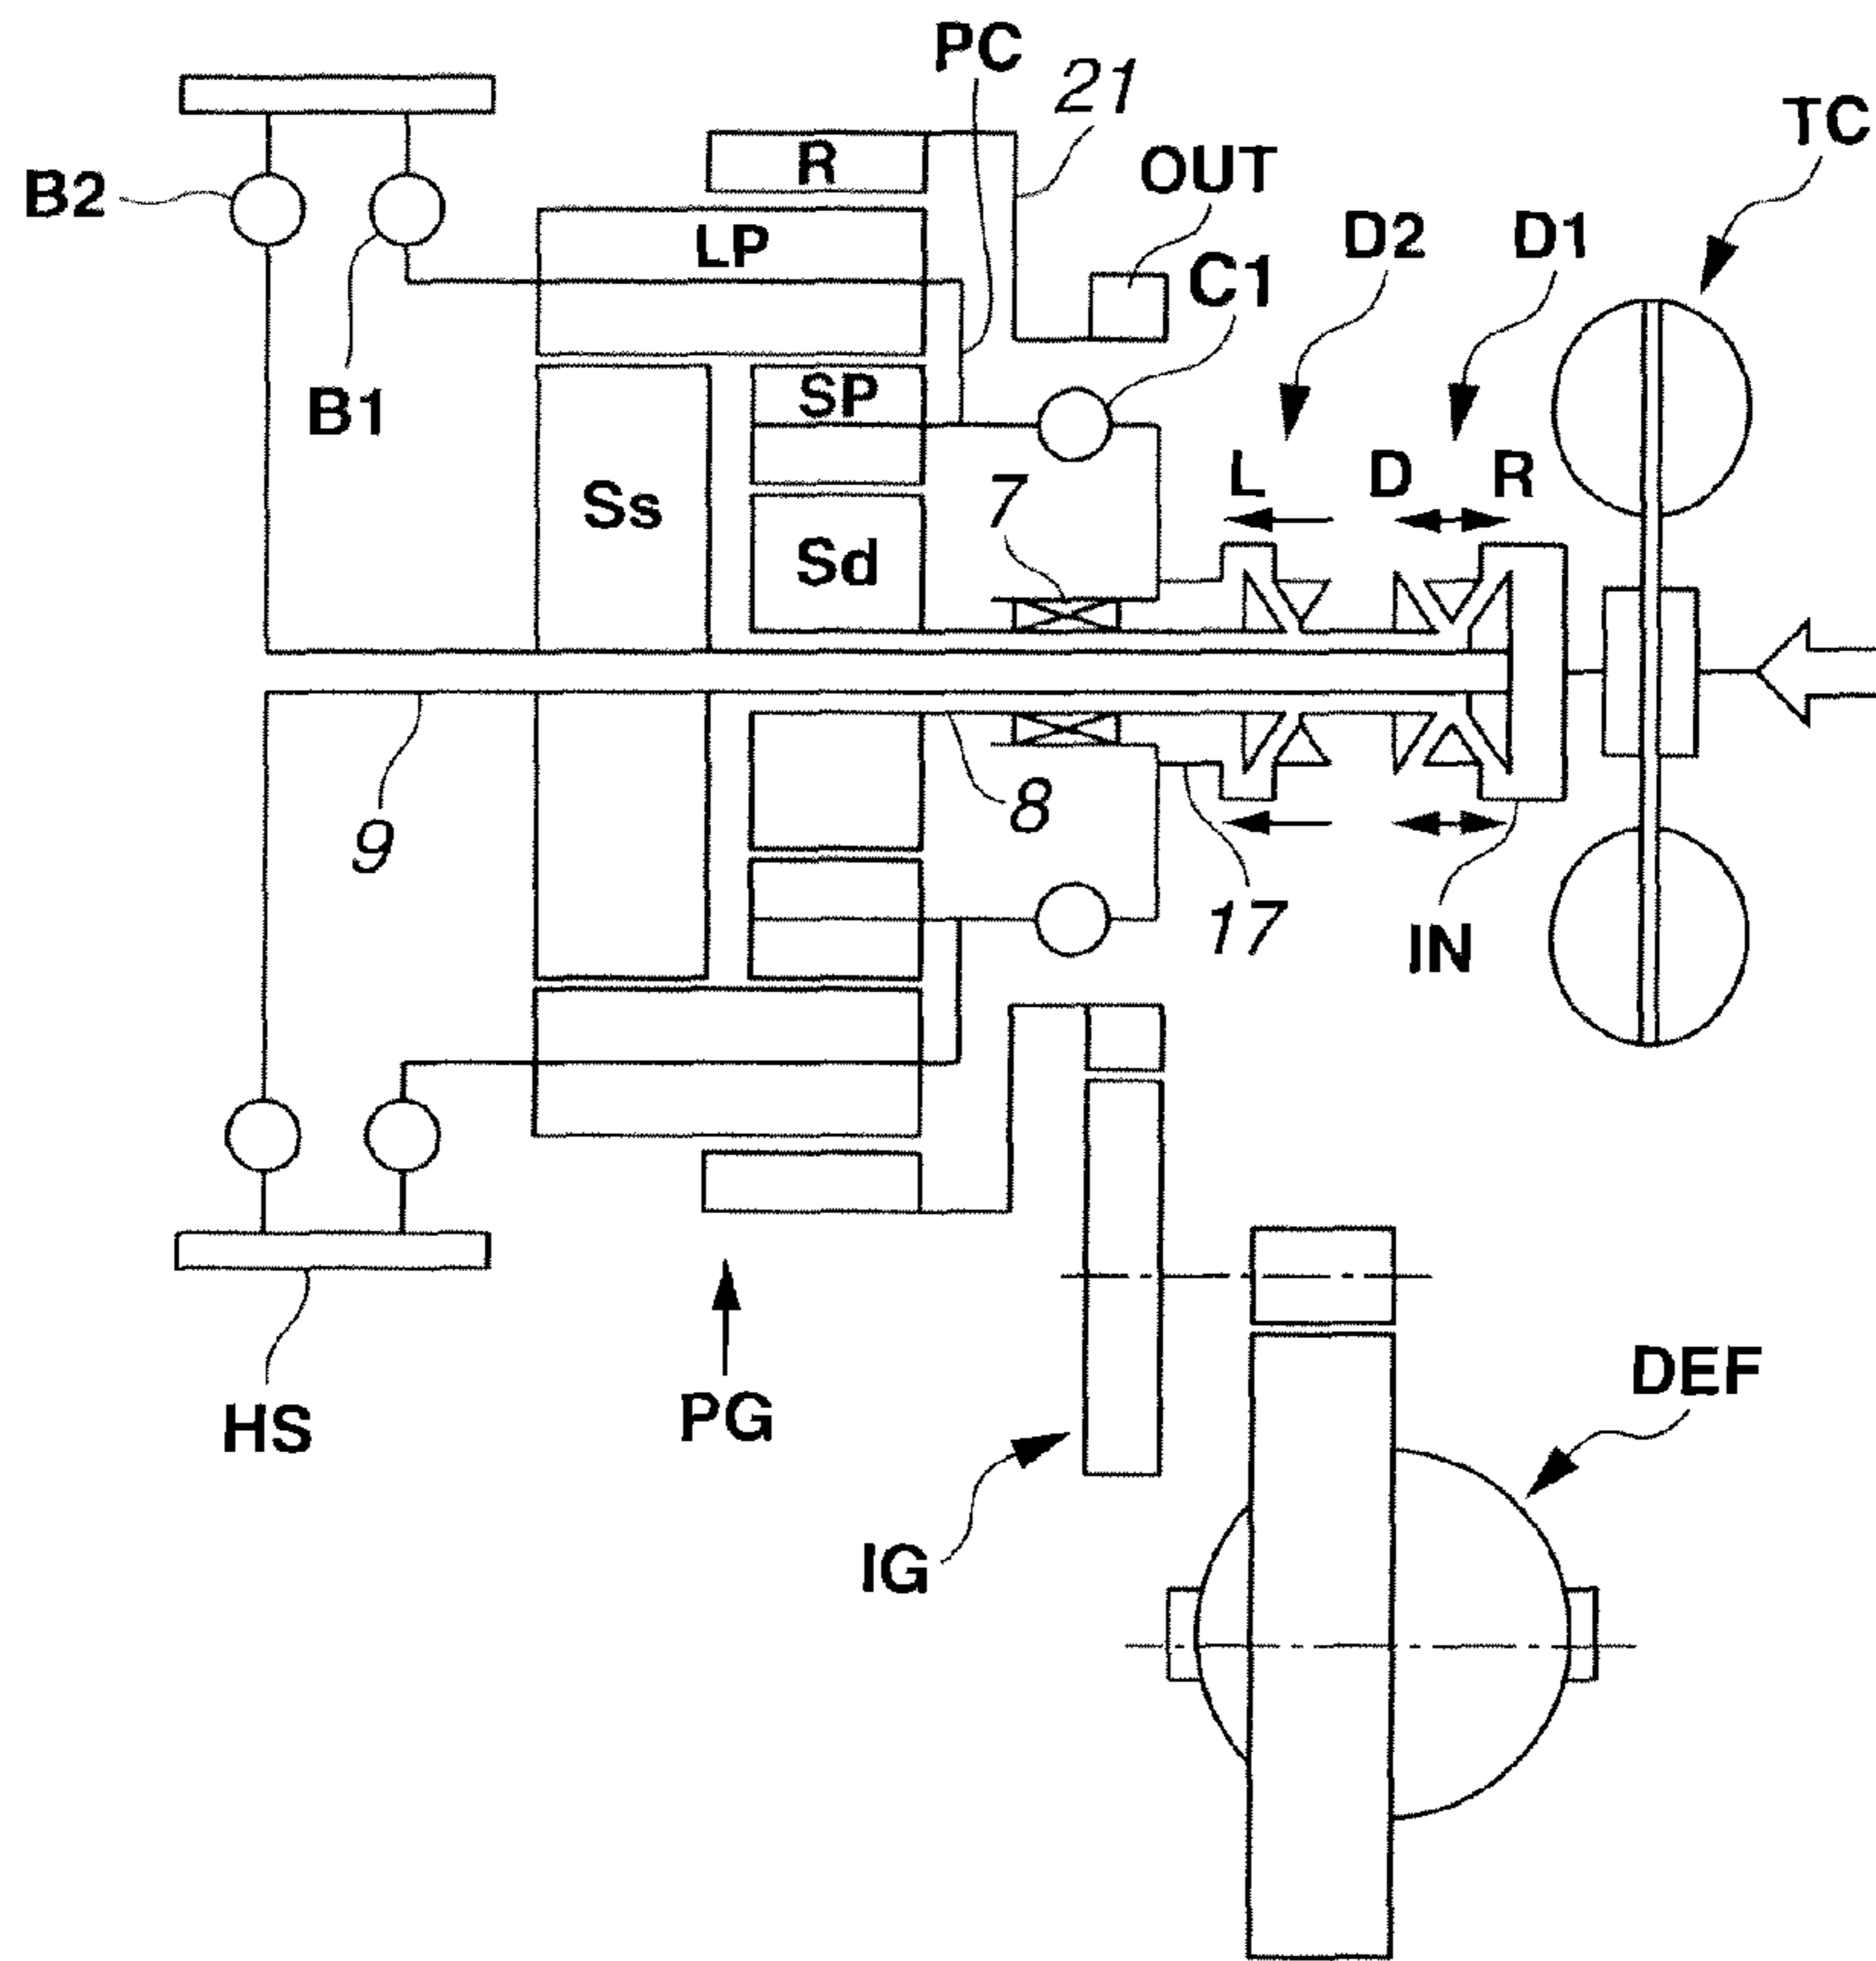 PC
21
TC
R
OUT
B2
LP
D2
D1
C1
B1
SP
L
D
R
Ss
7
Sd
8
9
17
IN
HS
PG
DEF
IG